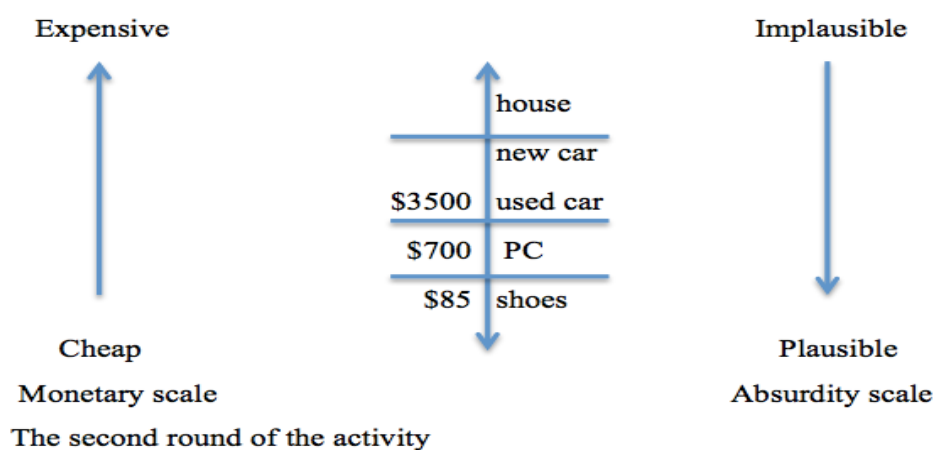 Expensive
Implausible
house
new car
$3500 used car
$700 PC
$85 shoes
Cheap
Plausible
Monetary scale
Absurdity scale
The second round of the activity